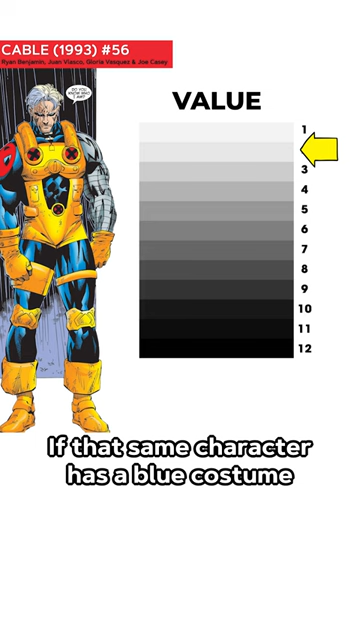 CABLE (1993) #56
Ryan Benjamin, Juan Vlasco, Gloria Vasquez & Joe Casey
DO YOU
KNOW WHO
I AM?
VALUE
1
3
4
5
6
7
8
9
10
11
12
If that same character
has a blue costume